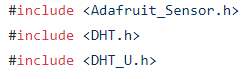 #include <Adafruit_Sensor.h>
#include <DHT.h>
#include <DHT_U.h>